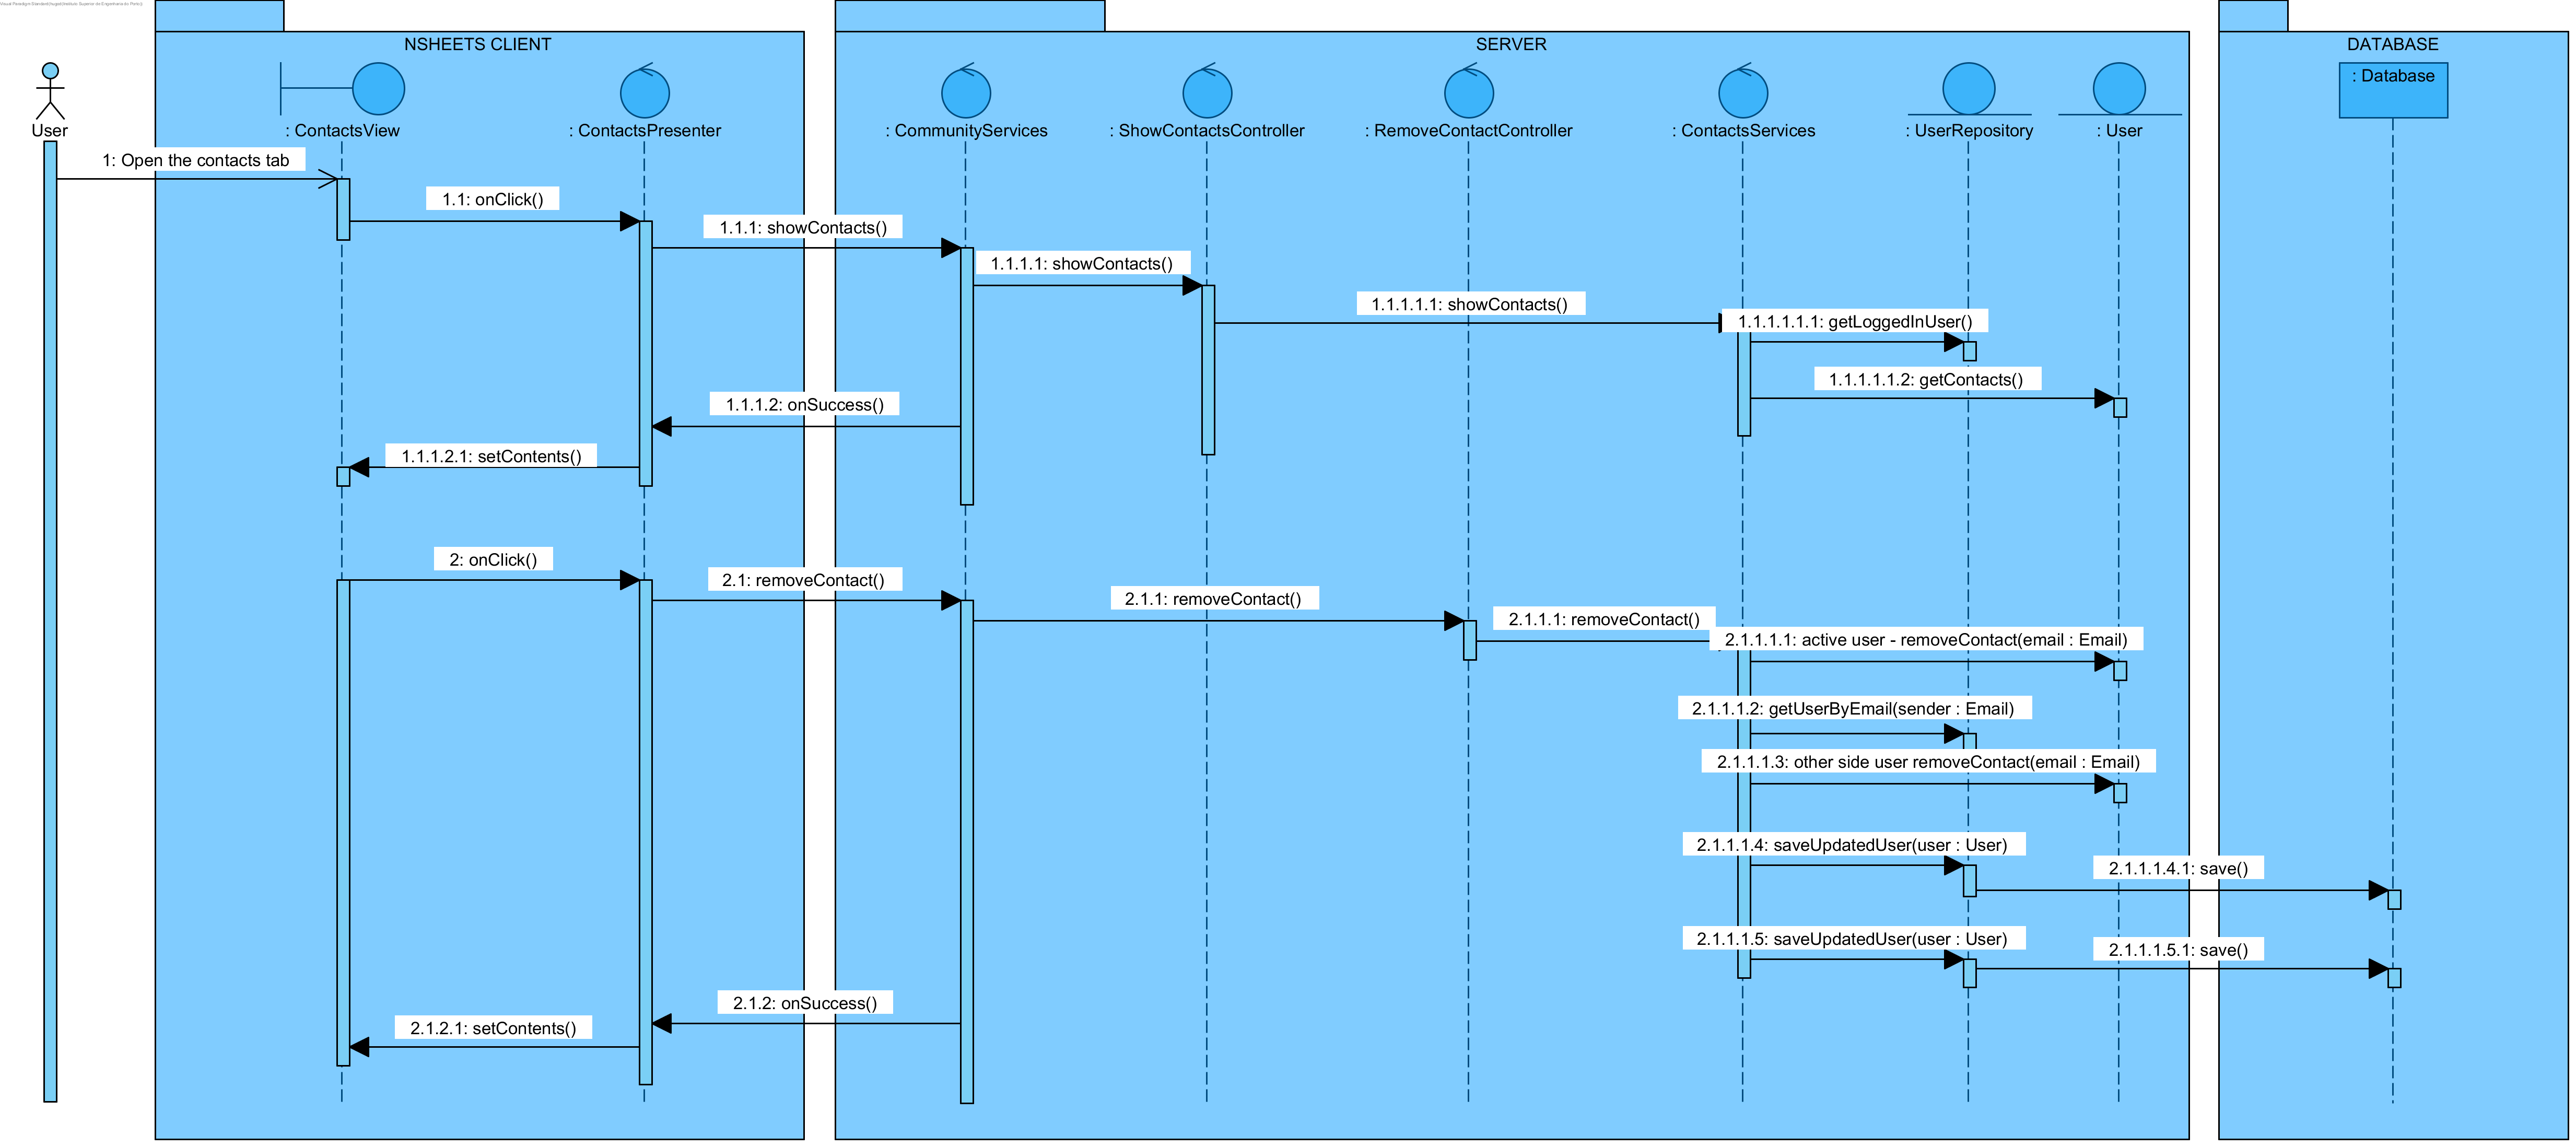 Visual Paradigm Standard(Instituto Superior de Engenharia do Porto)
NSHEETS CLIENT
SERVER
DATABASE
User
: ContactsView
: ContactsPresenter
: CommunityServices
: ShowContactsController
: RemoveContactController
: ContactsServices
: UserRepository
: User
: Database
1: Open the contacts tab
1.1: onClick()
1.1.1: showContacts()
1.1.1.1: showContacts()
1.1.1.1.1: showContacts()
1.1.1.1.1.1: getLoggedInUser()
1.1.1.1.1.2: getContacts()
1.1.1.2: onSuccess()
1.1.1.2.1: setContents()
2: onClick()
2.1: removeContact()
2.1.1: removeContact()
2.1.1.1: removeContact()
2.1.1.1.1: active user - removeContact(email : Email)
2.1.1.1.2: getUserByEmail(sender : Email)
2.1.1.1.3: other side user removeContact(email : Email)
2.1.1.1.4: saveUpdatedUser(user : User)
2.1.1.1.4.1: save()
2.1.1.1.5: saveUpdatedUser(user : User)
2.1.1.1.5.1: save()
2.1.2: onSuccess()
2.1.2.1: setContents()